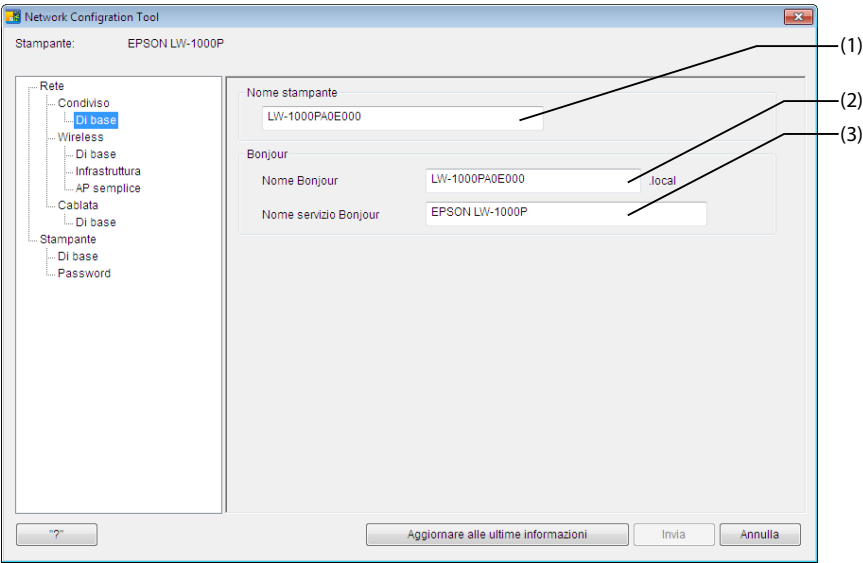 Network Configration Tool
Stampante: EPSON LW-1000P
(1)
(2)
(3)
Rete
Condiviso
Di base
Wireless
Di base
Infrastruttura
AP semplice
Cablata
Di base
Stampante
Di base
Password
Nome stampante
LW-1000PA0E000
Bonjour
Nome Bonjour LW-1000PA0E000 .local
Nome servizio Bonjour EPSON LW-1000P
"?" Aggiornare alle ultime informazioni Invia Annulla